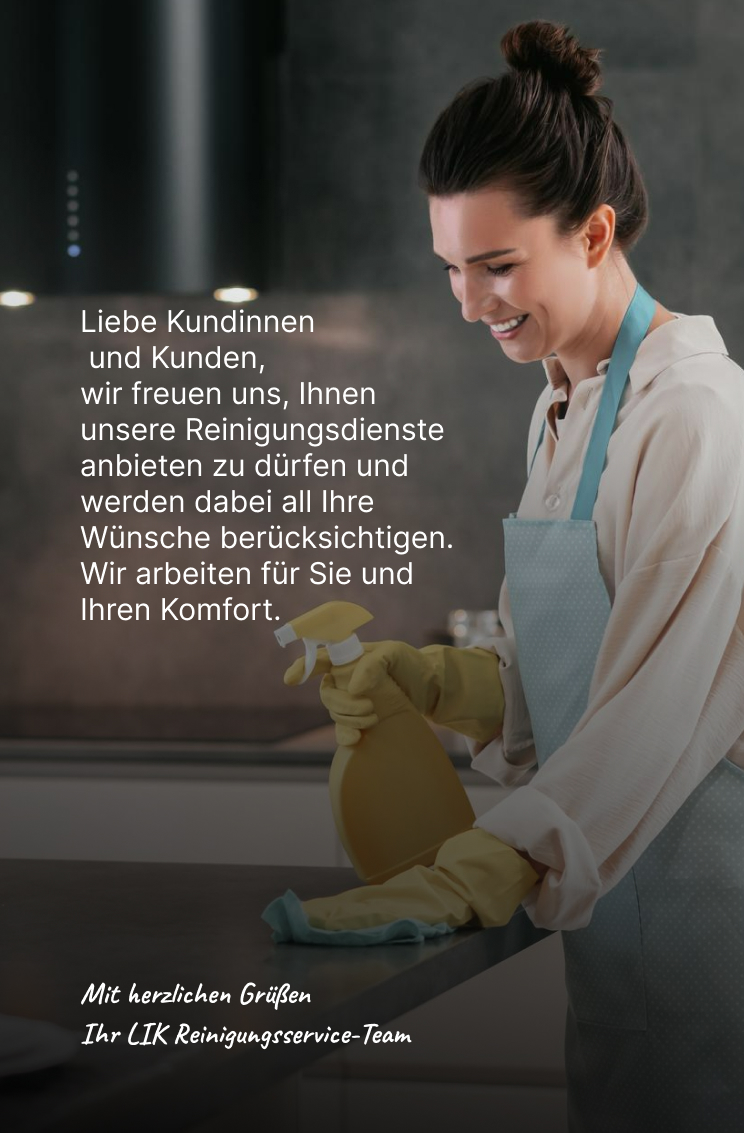 Liebe Kundinnen
und Kunden,
wir freuen uns, Ihnen
unsere Reinigungsdienste
anbieten zu dürfen und
werden dabei all Ihre
Wünsche berücksichtigen.
Wir arbeiten für Sie und
Ihren Komfort.
Mit herzlichen Grüßen
Ihr LIK Reinigungsservice-Team